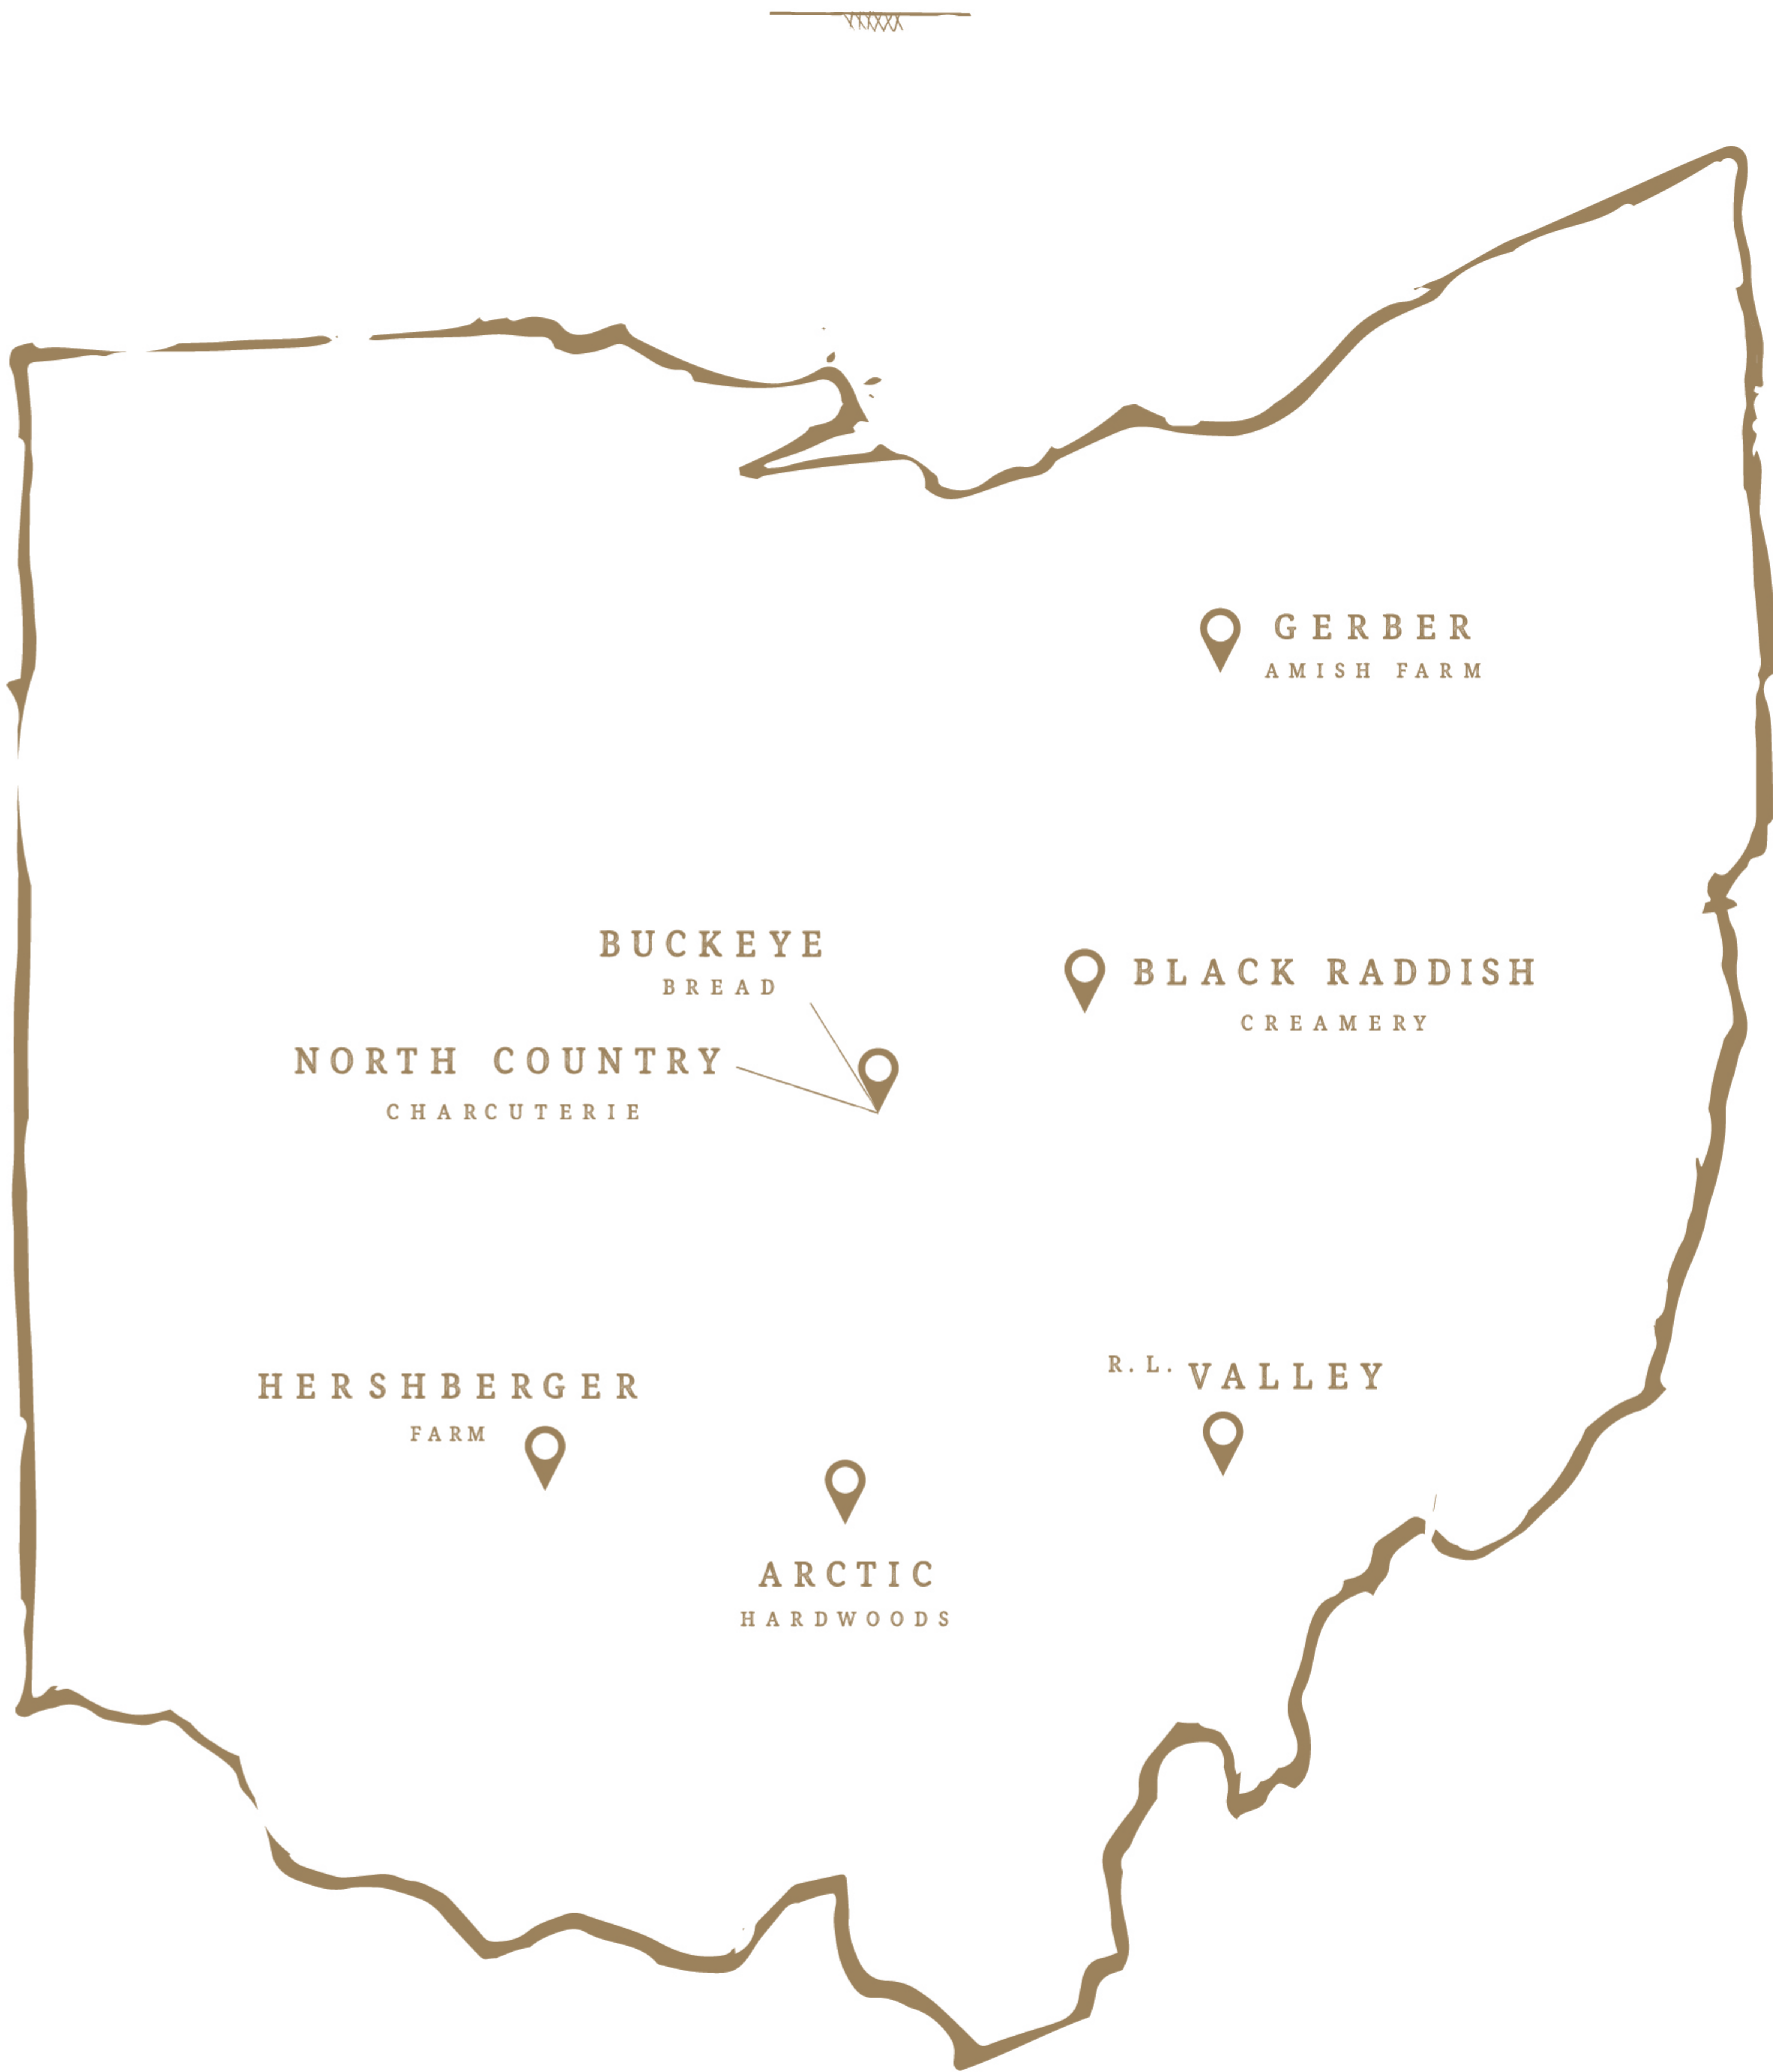 GERBER
AMISH FARM
BUCKEYE
BREAD
BLACK RADDISH
CREAMERY
NORTH COUNTRY
CHARCUTERIE
R.L. VALLEY
HERSHBERGER
FARM
ARCTIC
HARDWOODS